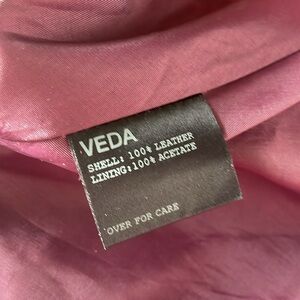 VEDA
SHELL: 100% LEATHER
LINING:100% ACETATE
OVER FOR CARE